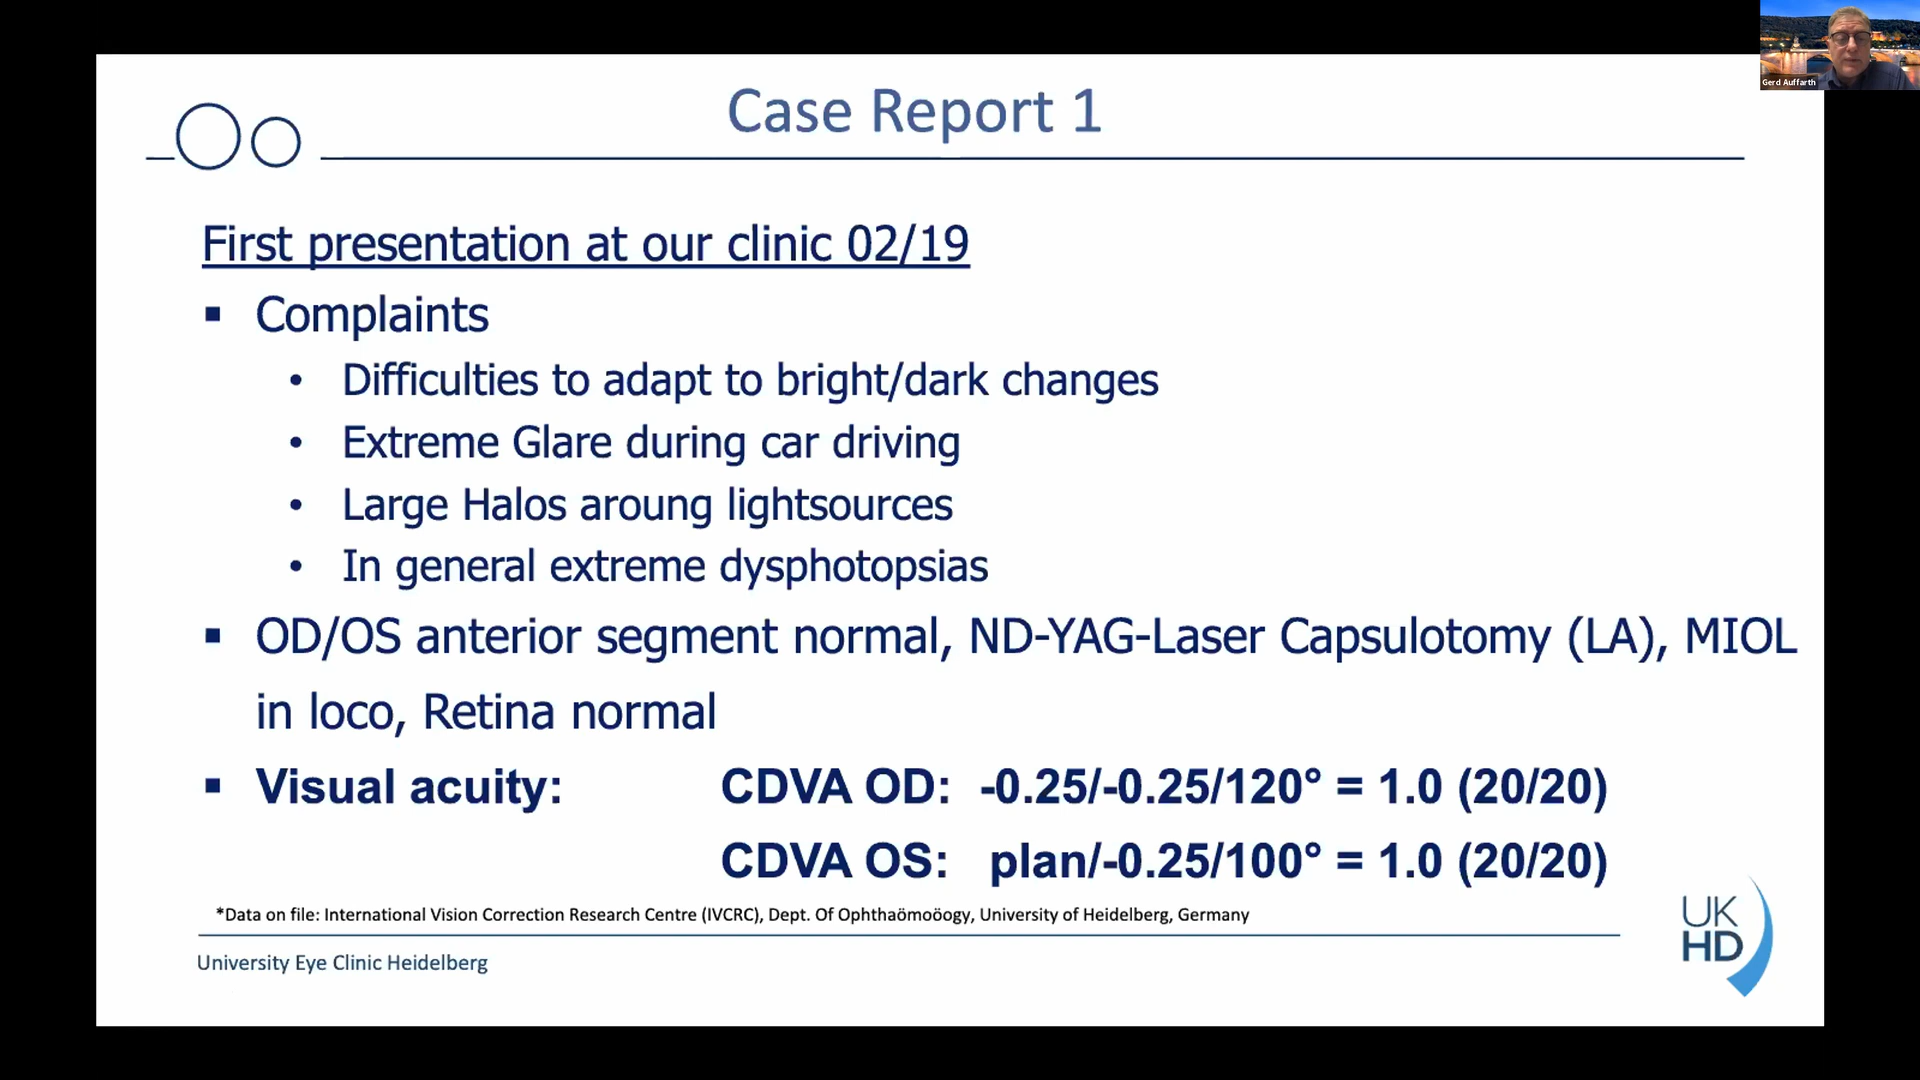 Gerd Auffarth
Case Report 1
First presentation at our clinic 02/19
▪ Complaints
• Difficulties to adapt to bright/dark changes
• Extreme Glare during car driving
• Large Halos aroung lightsources
• In general extreme dysphotopsias
▪ OD/OS anterior segment normal, ND-YAG-Laser Capsulotomy (LA), MIOL
in loco, Retina normal
▪ Visual acuity: CDVA OD: -0.25/-0.25/120° = 1.0 (20/20)
CDVA OS: plan/-0.25/100° = 1.0 (20/20)
*Data on file: International Vision Correction Research Centre (IVCRC), Dept. Of Ophthaömoöogy, University of Heidelberg, Germany
University Eye Clinic Heidelberg
UK
HD